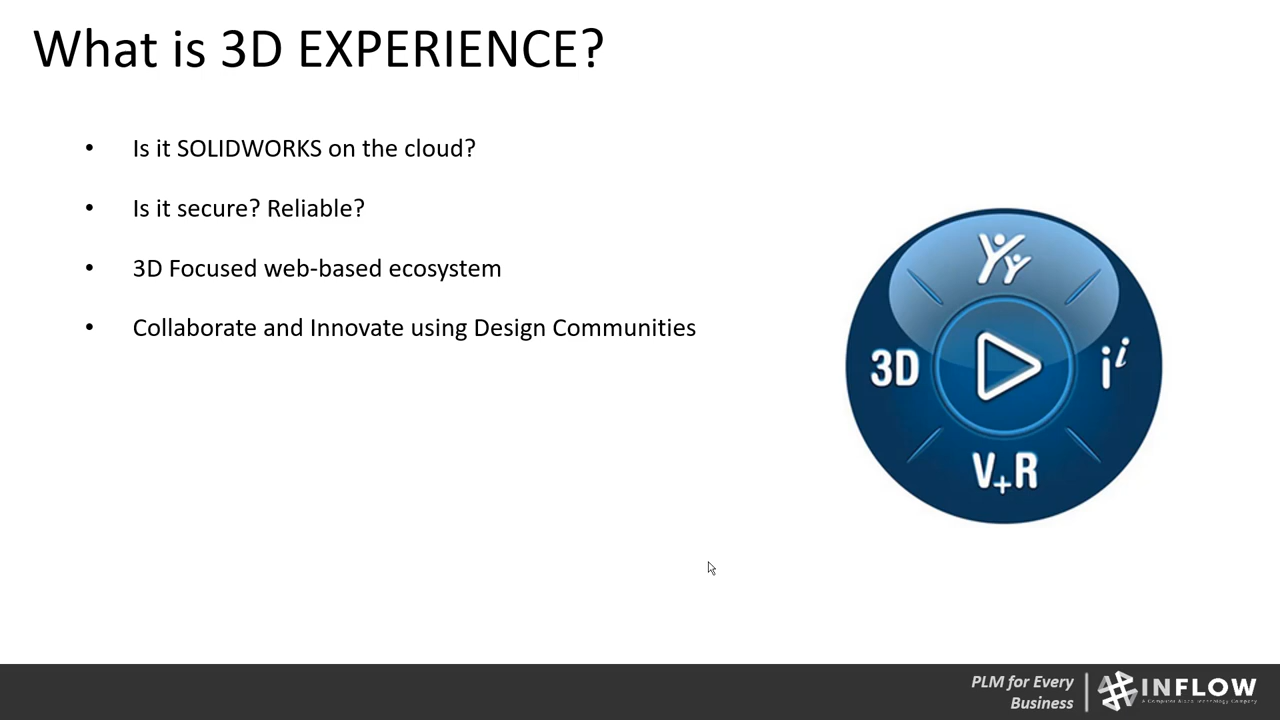 What is 3D EXPERIENCE?
• Is it SOLIDWORKS on the cloud?
• Is it secure? Reliable?
• 3D Focused web-based ecosystem
• Collaborate and Innovate using Design Communities
3D
i i
V+R
PLM for Every
Business
INFLOW